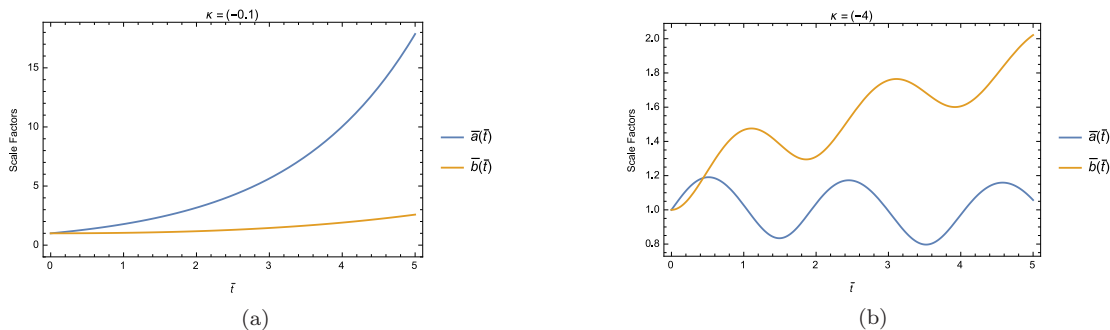 κ = (-0.1)
Scale Factors
15
10
5
0
0 1 2 3 4 5
t̄
a̅(t̄)
b̅(t̄)
(a)
κ = (-4)
Scale Factors
2.0
1.8
1.6
1.4
1.2
1.0
0.8
0 1 2 3 4 5
t̄
a̅(t̄)
b̅(t̄)
(b)